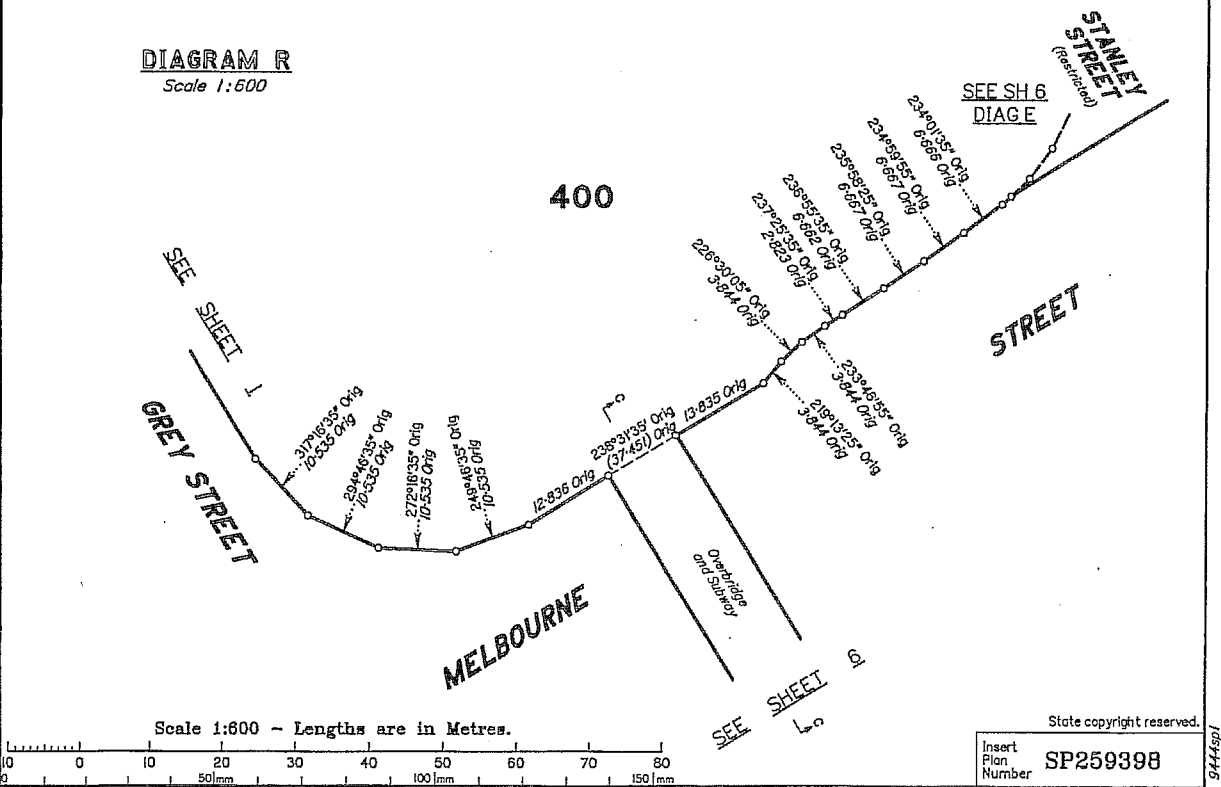 DIAGRAM R
Scale 1:600
STANLEY
STREET
(Restricted)
SEE SH 6
DIAG E
400
234°01'35" Orig
6·666 Orig
234°59'55" Orig
6·667 Orig
235°58'25" Orig
6·667 Orig
236°55'35" Orig
6·662 Orig
237°25'35" Orig
2·823 Orig
226°30'05" Orig
3·844 Orig
SEE SHEET 1
STREET
233°46'55" Orig
3·844 Orig
219°13'25" Orig
3·844 Orig
GREY STREET
317°16'35" Orig
10·535 Orig
294°46'35" Orig
10·535 Orig
272°16'35" Orig
10·535 Orig
249°46'35" Orig
10·535 Orig
12·836 Orig
238°31'35" Orig
(37·451) Orig
13·835 Orig
Overbridge
and Subway
MELBOURNE
SEE SHEET 6
Scale 1:600 - Lengths are in Metres.
10 0 10 20 30 40 50 60 70 80
0 50 mm 100 mm 150 mm
State copyright reserved.
Insert
Plan
Number
SP259398
9444sp1